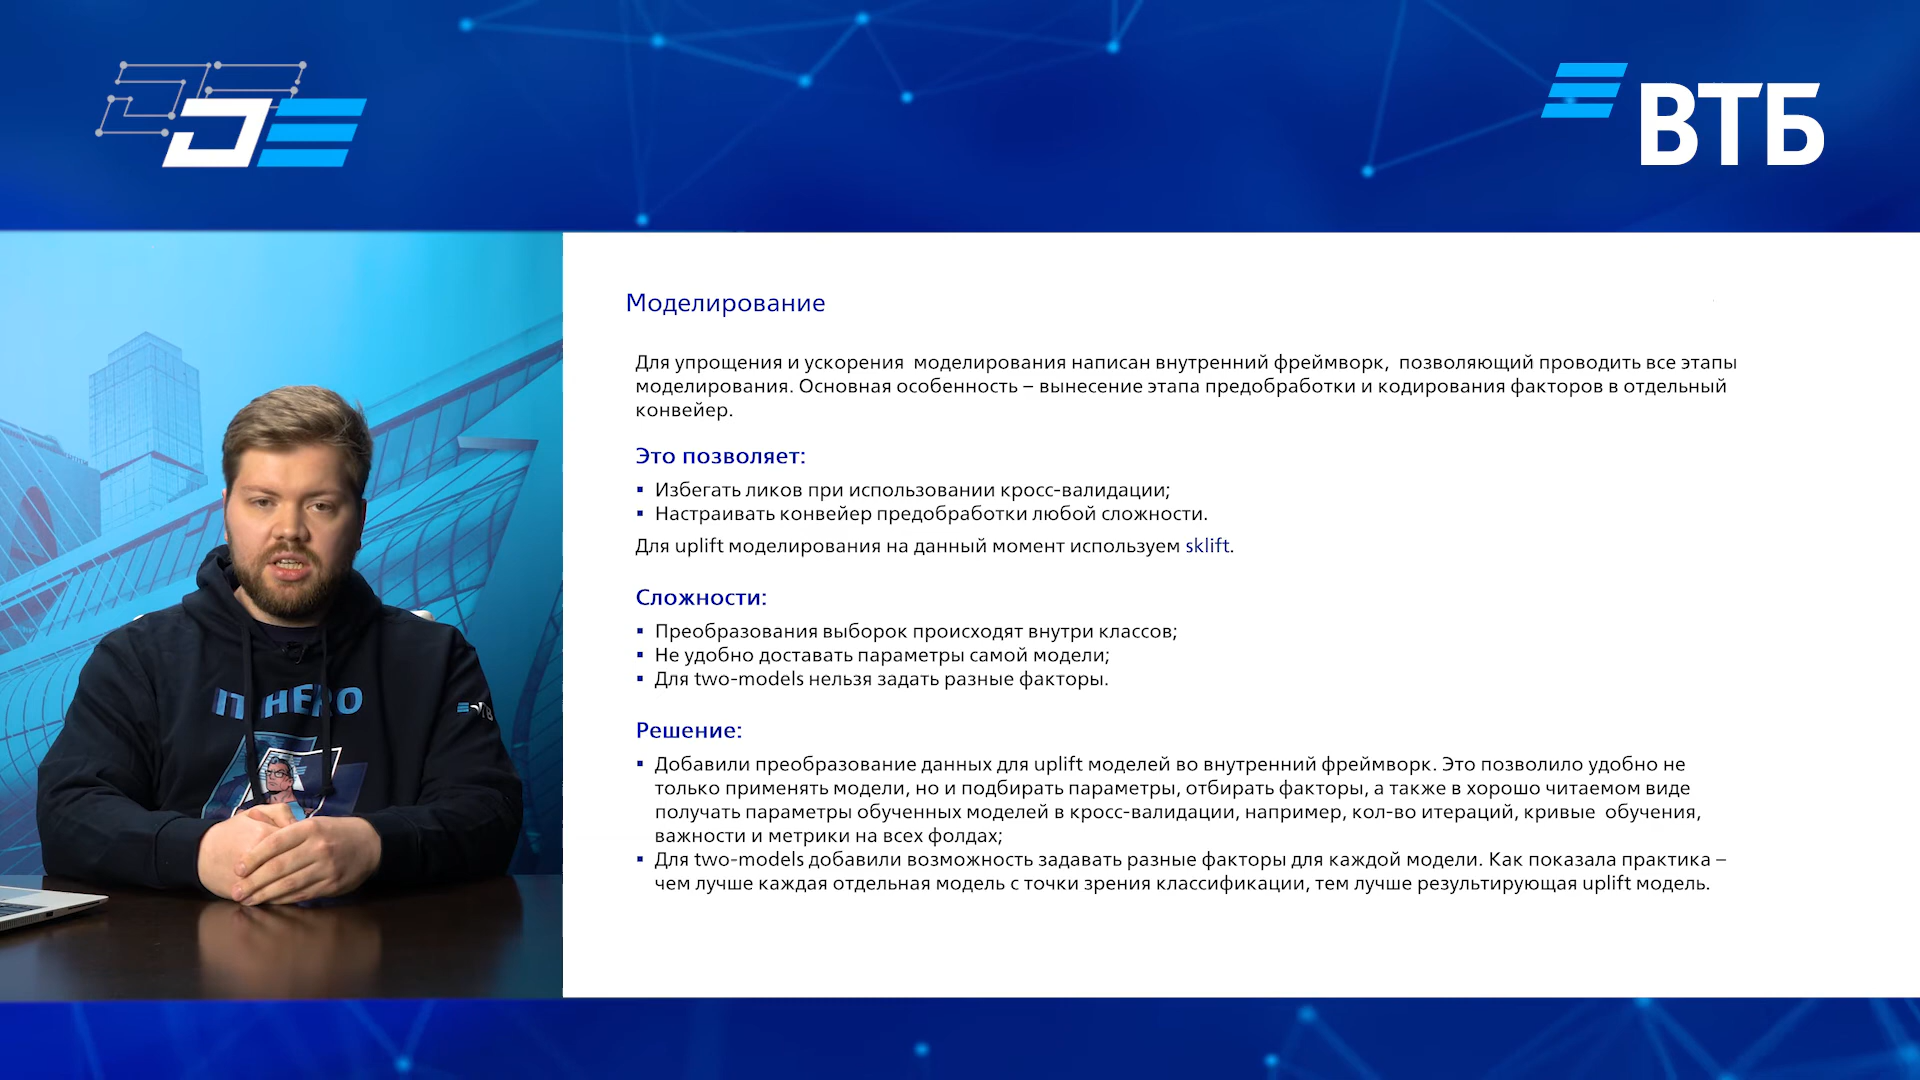 ВТБ
Моделирование
Для упрощения и ускорения моделирования написан внутренний фреймворк, позволяющий проводить все этапы
моделирования. Основная особенность – вынесение этапа предобработки и кодирования факторов в отдельный
конвейер.
Это позволяет:
▪ Избегать ликов при использовании кросс-валидации;
▪ Настраивать конвейер предобработки любой сложности.
Для uplift моделирования на данный момент используем sklift.
Сложности:
▪ Преобразования выборок происходят внутри классов;
▪ Не удобно доставать параметры самой модели;
▪ Для two-models нельзя задать разные факторы.
Решение:
▪ Добавили преобразование данных для uplift моделей во внутренний фреймворк. Это позволило удобно не
только применять модели, но и подбирать параметры, отбирать факторы, а также в хорошо читаемом виде
получать параметры обученных моделей в кросс-валидации, например, кол-во итераций, кривые обучения,
важности и метрики на всех фолдах;
▪ Для two-models добавили возможность задавать разные факторы для каждой модели. Как показала практика –
чем лучше каждая отдельная модель с точки зрения классификации, тем лучше результирующая uplift модель.
IT HERO